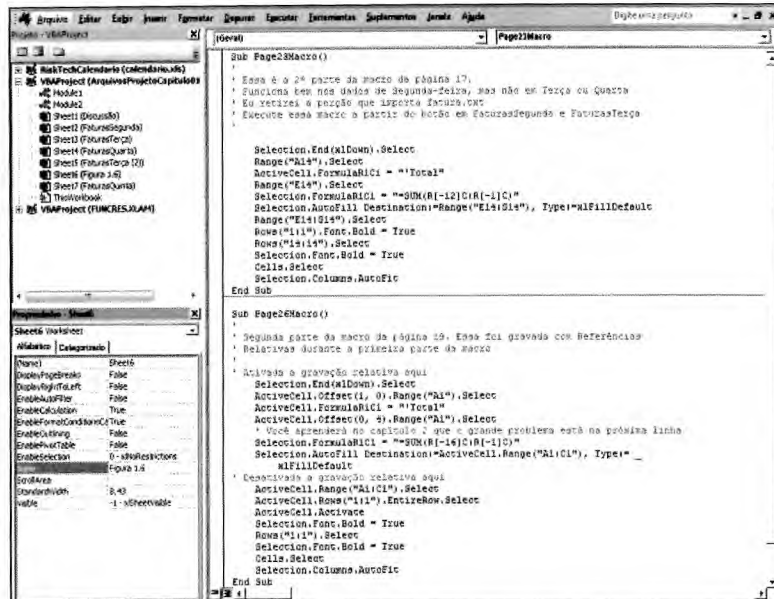 Arquivo Editar Exibir Inserir Formatar Depurar Executar Ferramentas Suplementos Janela Ajuda
Digite uma pergunta
Projeto - VBAProject
RiskTechCalendario (calendario.xls)
VBAProject (ArquivosProjetoCapitulo01
Module1
Module2
Sheet1 (Discussão)
Sheet2 (FaturasSegunda)
Sheet3 (FaturasTerça)
Sheet4 (FaturasQuarta)
Sheet5 (FaturasTerça (2))
Sheet6 (Figura 1.6)
Sheet7 (FaturasQuinta)
ThisWorkbook
VBAProject (FUNCRES.XLAM)
Propriedades - Sheet6
Sheet6 Worksheet
Alfabético Categorizado
(Name) Sheet6
DisplayPageBreaks False
DisplayRightToLeft False
EnableAutoFilter False
EnableCalculation True
EnableFormatConditionsCa True
EnableOutlining False
EnablePivotTable False
EnableSelection 0 - xlNoRestrictions
Figura 1.6
ScrollArea
StandardWidth 8,43
Visible -1 - xlSheetVisible
(Geral)
Page23Macro
Sub Page23Macro()
'
' Essa é a 2ª parte da macro da página 17.
' Funciona bem nos dados de Segunda-feira, mas não em Terça ou Quarta
' Eu retirei a porção que importa fatura.txt
' Execute essa macro a partir do botão em FaturasSegunda e FaturasTerça
'
Selection.End(xlDown).Select
Range("A14").Select
ActiveCell.FormulaR1C1 = "'Total"
Range("E14").Select
Selection.FormulaR1C1 = "=SUM(R[-12]C:R[-1]C)"
Selection.AutoFill Destination:=Range("E14:G14"), Type:=xlFillDefault
Range("E14:G14").Select
Rows("1:1").Font.Bold = True
Rows("14:14").Select
Selection.Font.Bold = True
Cells.Select
Selection.Columns.AutoFit
End Sub
Sub Page26Macro()
'
' Segunda parte da macro da página 19. Essa foi gravada com Referências
' Relativas durante a primeira parte da macro
'
' Ativada a gravação relativa aqui
Selection.End(xlDown).Select
ActiveCell.Offset(1, 0).Range("A1").Select
ActiveCell.FormulaR1C1 = "'Total"
ActiveCell.Offset(0, 4).Range("A1").Select
' Você aprenderá no capítulo 2 que o grande problema está na próxima linha
Selection.FormulaR1C1 = "=SUM(R[-16]C:R[-1]C)"
Selection.AutoFill Destination:=ActiveCell.Range("A1:C1"), Type:= _
xlFillDefault
' Desativada a gravação relativa aqui
ActiveCell.Range("A1:C1").Select
ActiveCell.Rows("1:1").EntireRow.Select
ActiveCell.Activate
Selection.Font.Bold = True
Rows("1:1").Select
Selection.Font.Bold = True
Cells.Select
Selection.Columns.AutoFit
End Sub